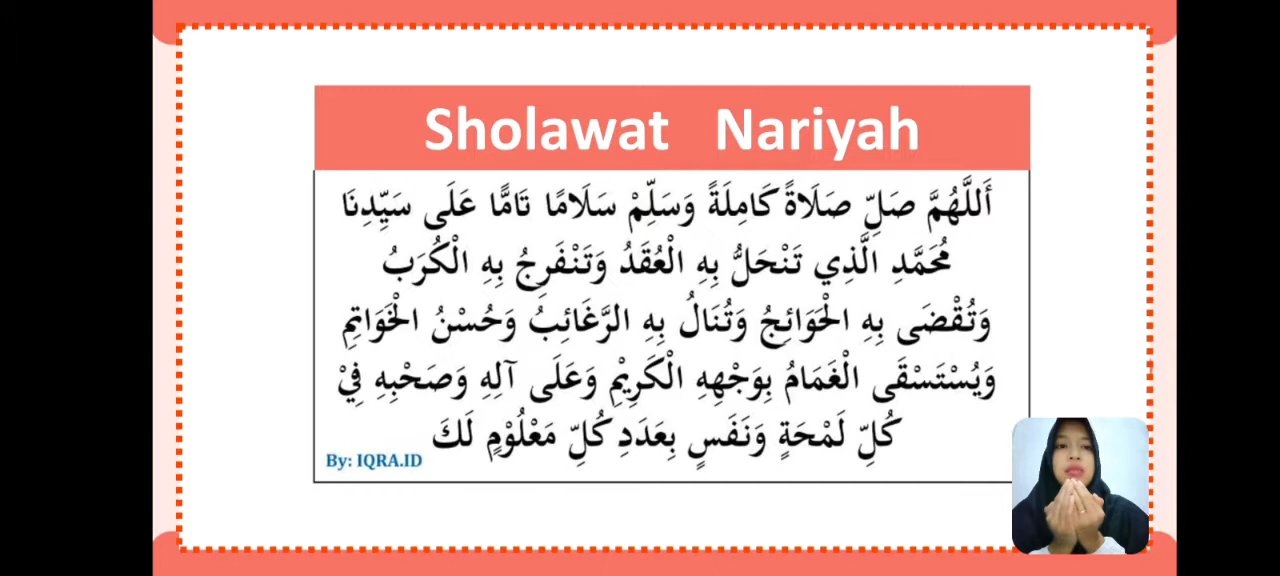 Sholawat Nariyah
أَللَّهُمَّ صَلِّ صَلَاةً كَامِلَةً وَسَلِّمْ سَلَامًا تَامًّا عَلَى سَيِّدِنَا
مُحَمَّدِ الَّذِي تَنْحَلُّ بِهِ الْعُقَدُ وَتَنْفَرِجُ بِهِ الْكُرَبُ
وَتُقْضَى بِهِ الْحَوَائِجُ وَتُنَالُ بِهِ الرَّغَائِبُ وَحُسْنُ الْخَوَاتِمِ
وَيُسْتَسْقَى الْغَمَامُ بِوَجْهِهِ الْكَرِيْمِ وَعَلَى آلِهِ وَصَحْبِهِ فِيْ
كُلِّ لَمْحَةٍ وَنَفَسٍ بِعَدَدِ كُلِّ مَعْلُوْمٍ لَكَ
By: IQRA.ID